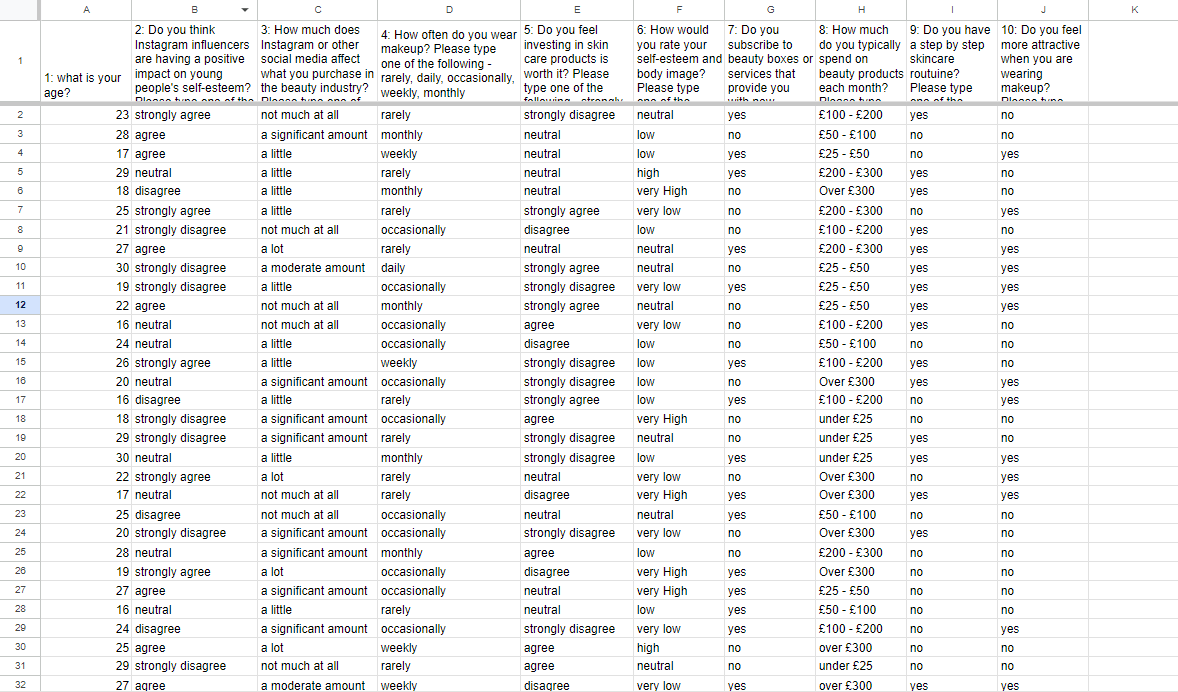 A B C D E F G H I J K
1 1: what is your age? 2: Do you think Instagram influencers are having a positive impact on young people's self-esteem? Please type one of the 3: How much does Instagram or other social media affect what you purchase in the beauty industry? Please type one of 4: How often do you wear makeup? Please type one of the following - rarely, daily, occasionally, weekly, monthly 5: Do you feel investing in skin care products is worth it? Please type one of the following - strongly 6: How would you rate your self-esteem and body image? Please type one of the 7: Do you subscribe to beauty boxes or services that provide you with new 8: How much do you typically spend on beauty products each month? Please type 9: Do you have a step by step skincare routuine? Please type one of the 10: Do you feel more attractive when you are wearing makeup? Please type
2 23 strongly agree not much at all rarely strongly disagree neutral yes £100 - £200 yes no
3 28 agree a significant amount monthly neutral low no £50 - £100 no no
4 17 agree a little weekly neutral low yes £25 - £50 no yes
5 29 neutral a little rarely neutral high yes £200 - £300 yes no
6 18 disagree a little monthly neutral very High no Over £300 yes no
7 25 strongly agree a little rarely strongly agree very low no £200 - £300 no yes
8 21 strongly disagree not much at all occasionally disagree low no £100 - £200 yes no
9 27 agree a lot rarely neutral neutral yes £200 - £300 yes yes
10 30 strongly disagree a moderate amount daily strongly agree neutral no £25 - £50 yes yes
11 19 strongly disagree a little occasionally strongly disagree very low yes £25 - £50 yes yes
12 22 agree not much at all monthly strongly agree neutral no £25 - £50 yes yes
13 16 neutral not much at all occasionally agree very low no £100 - £200 yes no
14 24 neutral a little occasionally disagree low no £50 - £100 no no
15 26 strongly agree a little weekly strongly disagree low yes £100 - £200 yes no
16 20 neutral a significant amount occasionally strongly disagree low no Over £300 yes yes
17 16 disagree a little rarely strongly agree low yes £100 - £200 no yes
18 18 strongly disagree a significant amount occasionally agree very High no under £25 no no
19 29 strongly disagree a significant amount rarely strongly disagree neutral no under £25 yes no
20 30 neutral a little monthly strongly disagree low yes under £25 yes yes
21 22 strongly agree a lot rarely neutral very low no Over £300 no yes
22 17 neutral not much at all rarely disagree very High yes Over £300 yes yes
23 25 disagree not much at all occasionally neutral neutral yes £50 - £100 no no
24 20 strongly disagree a significant amount occasionally strongly disagree very low no Over £300 yes no
25 28 neutral a significant amount monthly agree low no £200 - £300 no no
26 19 strongly agree a lot occasionally disagree very High yes Over £300 no no
27 27 agree a significant amount occasionally neutral very High yes £25 - £50 no no
28 16 neutral a little rarely neutral low yes £50 - £100 no no
29 24 disagree a significant amount occasionally strongly disagree very low yes £100 - £200 no yes
30 25 agree a lot weekly agree high no over £300 no no
31 29 strongly disagree not much at all rarely agree neutral no under £25 no no
32 27 agree a moderate amount weekly disagree very low yes over £300 yes yes